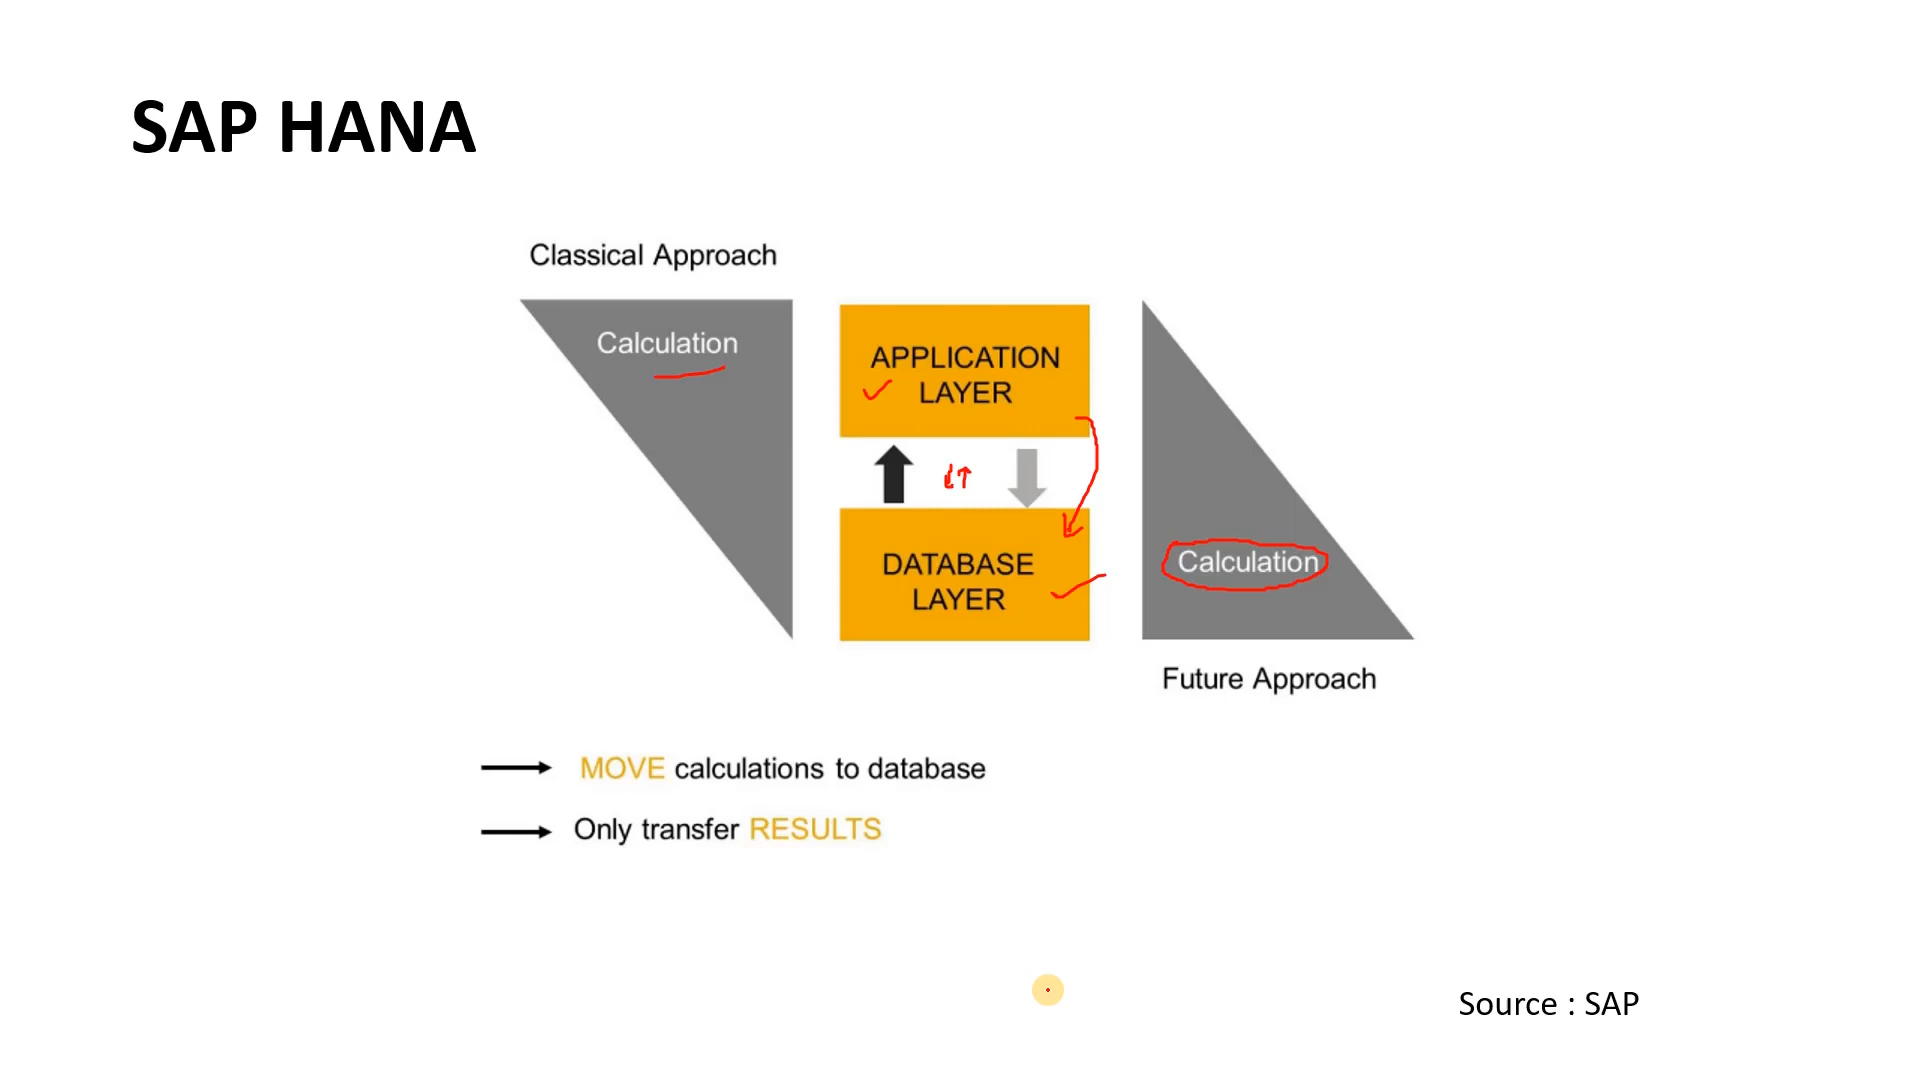 SAP HANA
Classical Approach
Calculation
APPLICATION
LAYER
DATABASE
LAYER
Calculation
Future Approach
MOVE calculations to database
Only transfer RESULTS
Source : SAP